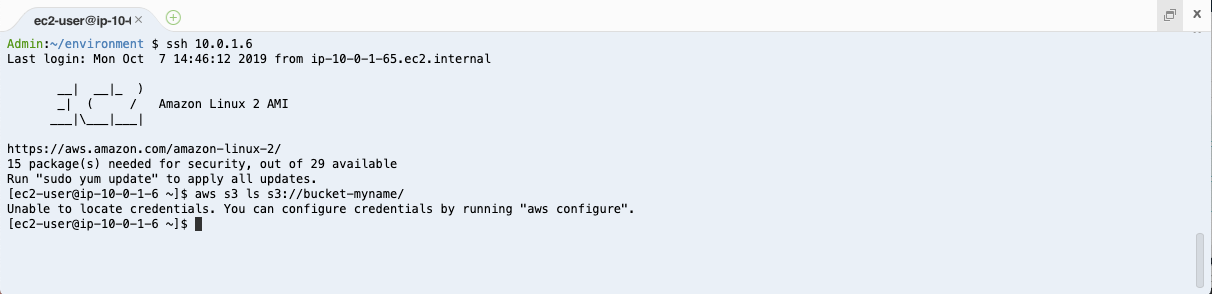 ec2-user@ip-10-
Admin:~/environment $ ssh 10.0.1.6
Last login: Mon Oct  7 14:46:12 2019 from ip-10-0-1-65.ec2.internal
       __|  __|_  )
       _|  (     /   Amazon Linux 2 AMI
      ___|\___|___|
https://aws.amazon.com/amazon-linux-2/
15 package(s) needed for security, out of 29 available
Run "sudo yum update" to apply all updates.
[ec2-user@ip-10-0-1-6 ~]$ aws s3 ls s3://bucket-myname/
Unable to locate credentials. You can configure credentials by running "aws configure".
[ec2-user@ip-10-0-1-6 ~]$